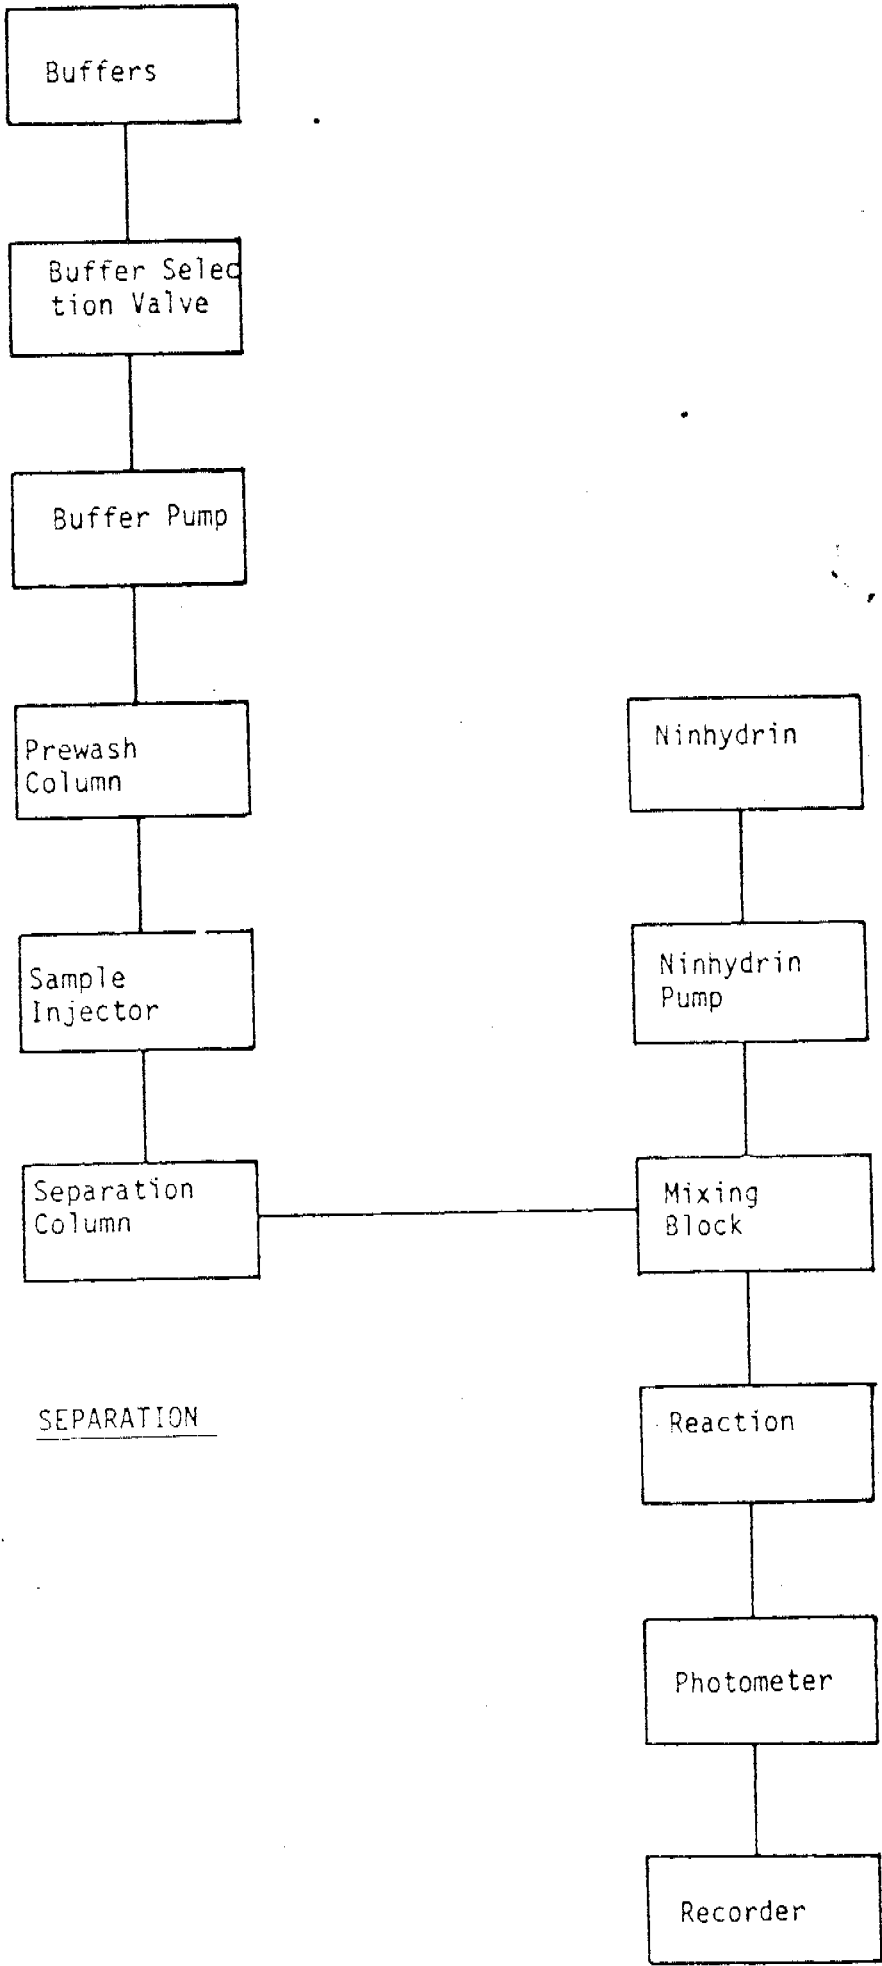 Buffers
Buffer Selec
tion Valve
Buffer Pump
Prewash
Column
Sample
Injector
Separation
Column
SEPARATION
Ninhydrin
Ninhydrin
Pump
Mixing
Block
Reaction
Photometer
Recorder